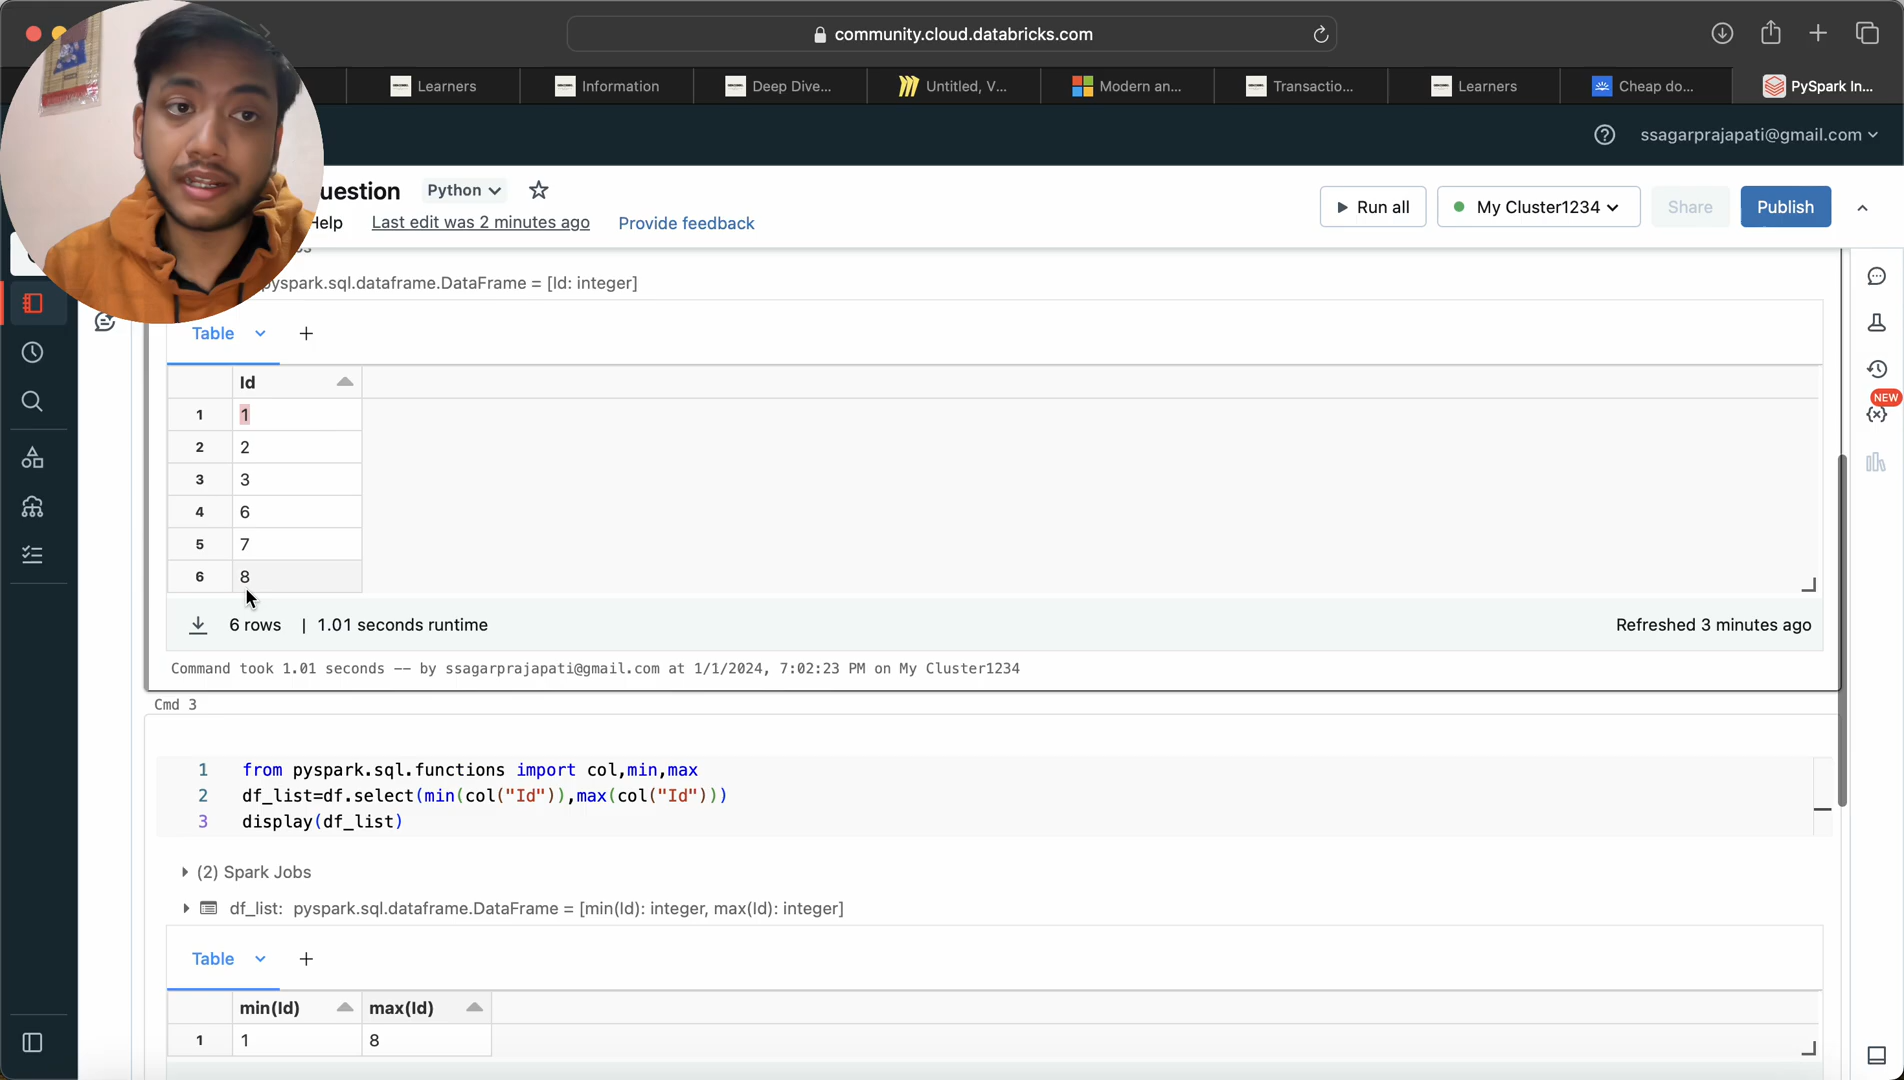 community.cloud.databricks.com
Learners
Information
Deep Dive...
Untitled, V...
Modern an...
Transactio...
Learners
Cheap do...
PySpark In...
ssagarprajapati@gmail.com
uestion
Python
Help
Last edit was 2 minutes ago
Provide feedback
Run all
My Cluster1234
Share
Publish
pyspark.sql.dataframe.DataFrame = [Id: integer]
NEW
Table
+
Id
1 1
2 2
3 3
4 6
5 7
6 8
6 rows | 1.01 seconds runtime
Refreshed 3 minutes ago
Command took 1.01 seconds -- by ssagarprajapati@gmail.com at 1/1/2024, 7:02:23 PM on My Cluster1234
Cmd 3
1 from pyspark.sql.functions import col,min,max
2 df_list=df.select(min(col("Id")),max(col("Id")))
3 display(df_list)
(2) Spark Jobs
df_list: pyspark.sql.dataframe.DataFrame = [min(Id): integer, max(Id): integer]
Table
+
min(Id) max(Id)
1 1 8